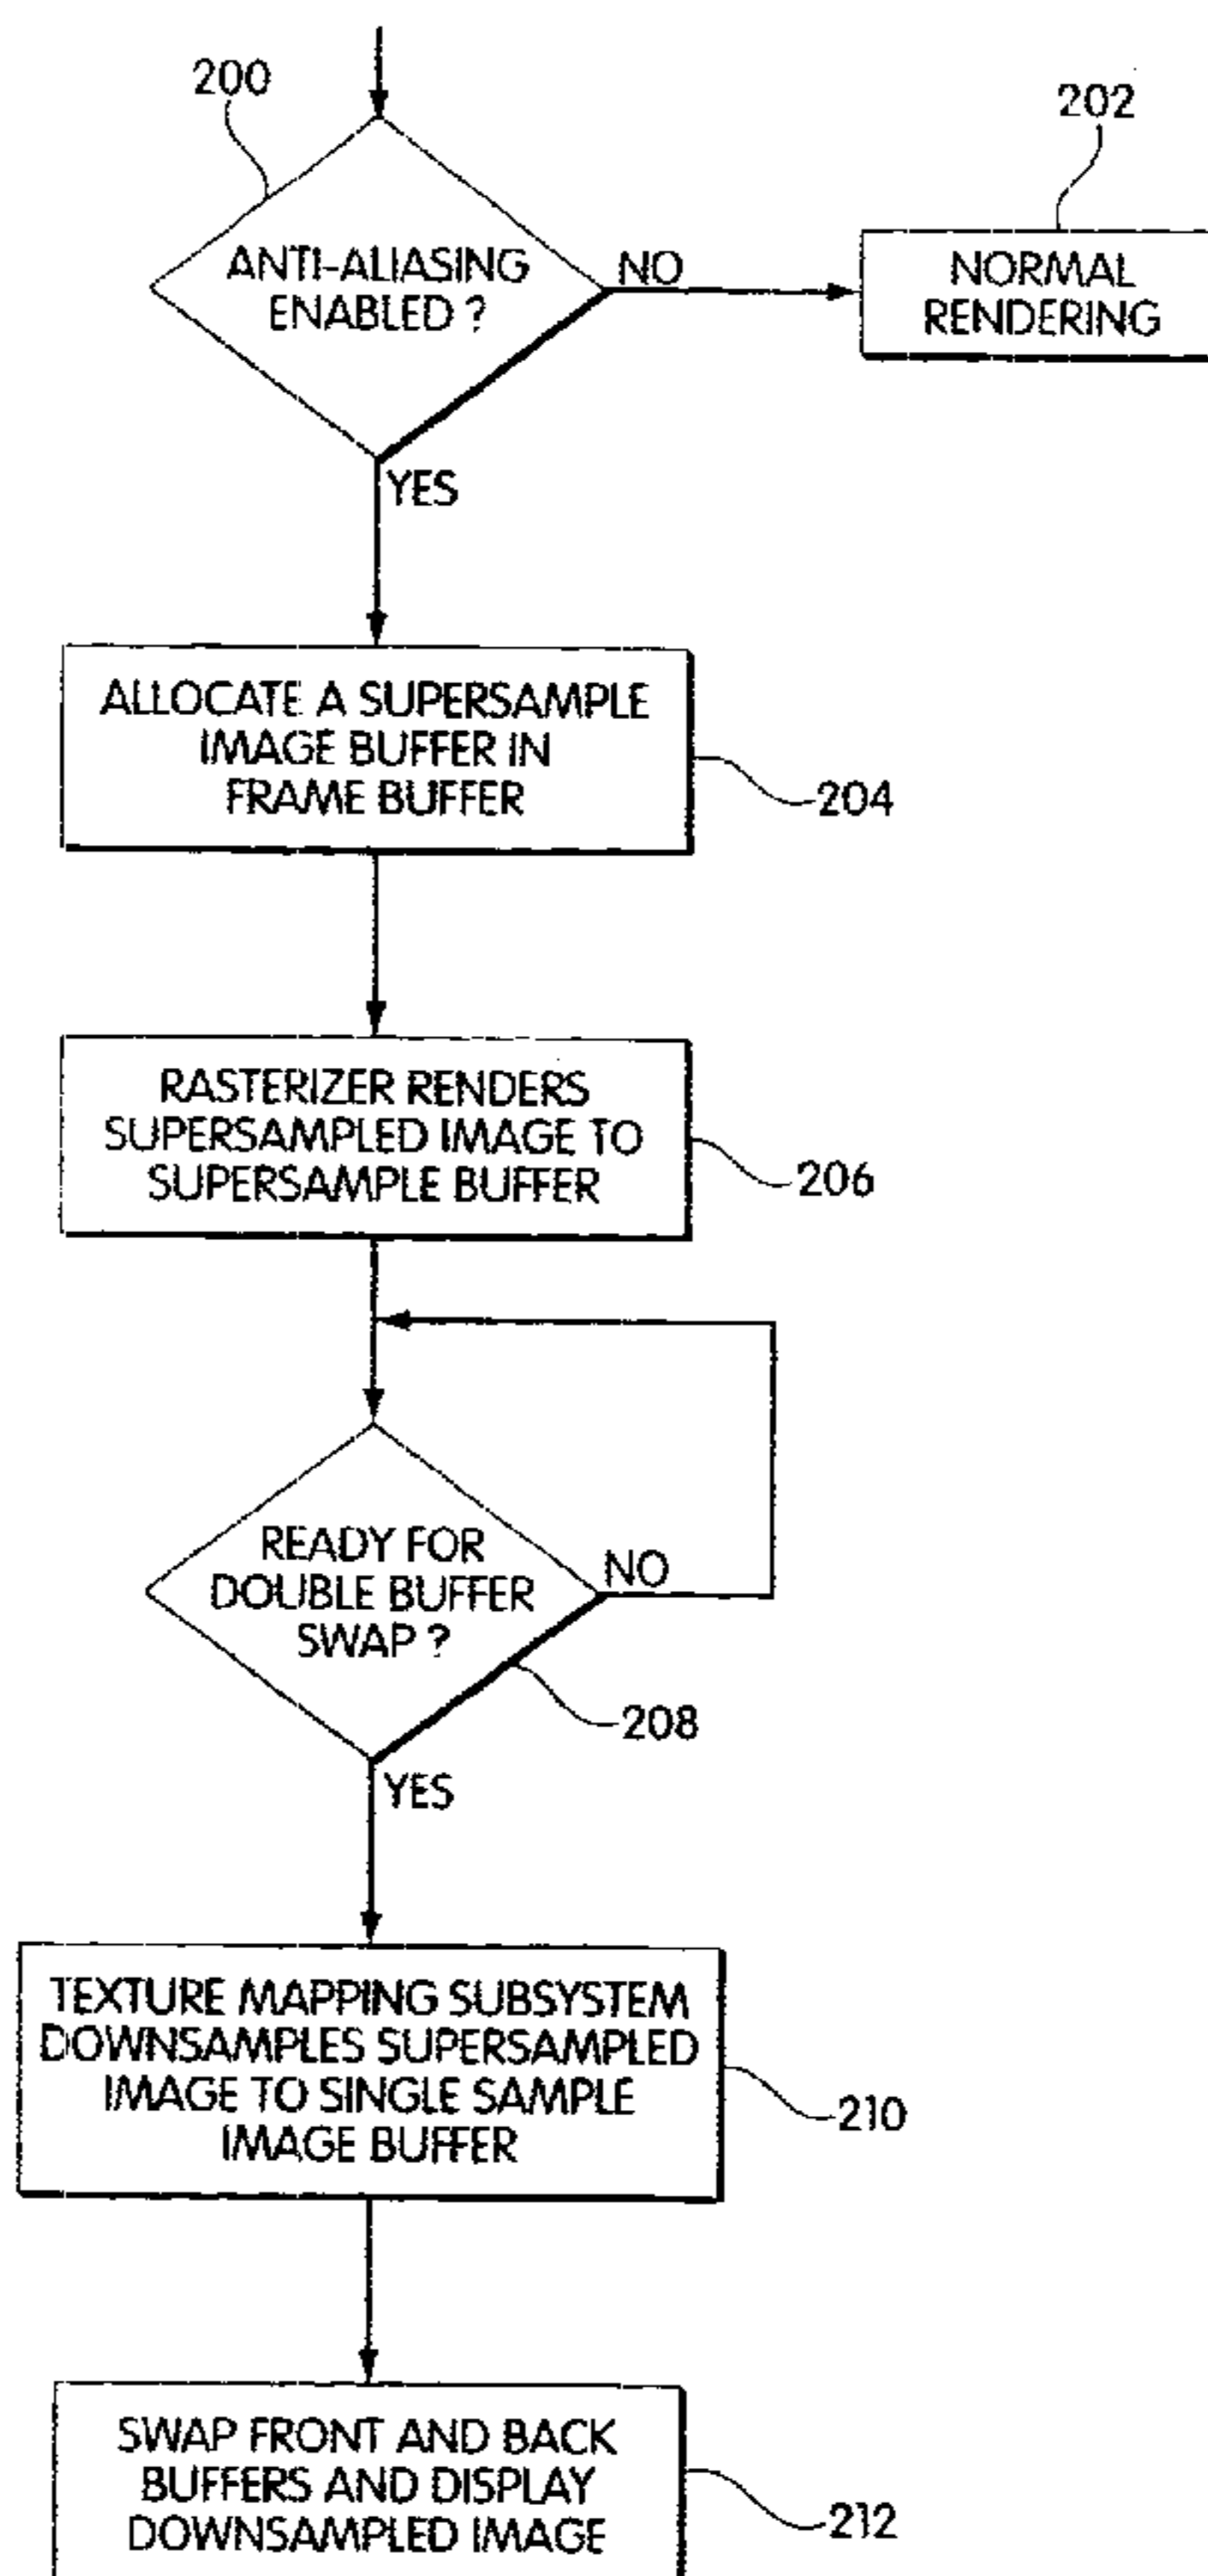 200
202
ANTI-ALIASING
ENABLED ?
NO
NORMAL
RENDERING
YES
ALLOCATE A SUPERSAMPLE
IMAGE BUFFER IN
FRAME BUFFER
204
RASTERIZER RENDERS
SUPERSAMPLED IMAGE TO
SUPERSAMPLE BUFFER
206
READY FOR
DOUBLE BUFFER
SWAP ?
NO
208
YES
TEXTURE MAPPING SUBSYSTEM
DOWNSAMPLES SUPERSAMPLED
IMAGE TO SINGLE SAMPLE
IMAGE BUFFER
210
SWAP FRONT AND BACK
BUFFERS AND DISPLAY
DOWNSAMPLED IMAGE
212